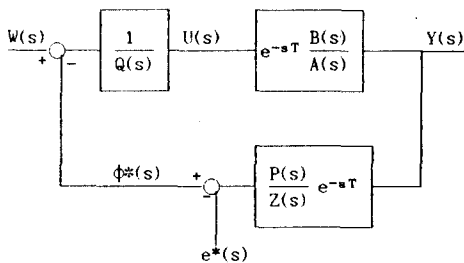 W(s)
+
-
1
Q(s)
U(s)
e-sT B(s)
A(s)
Y(s)
ϕ*(s)
+
-
P(s) e-sT
Z(s)
e*(s)